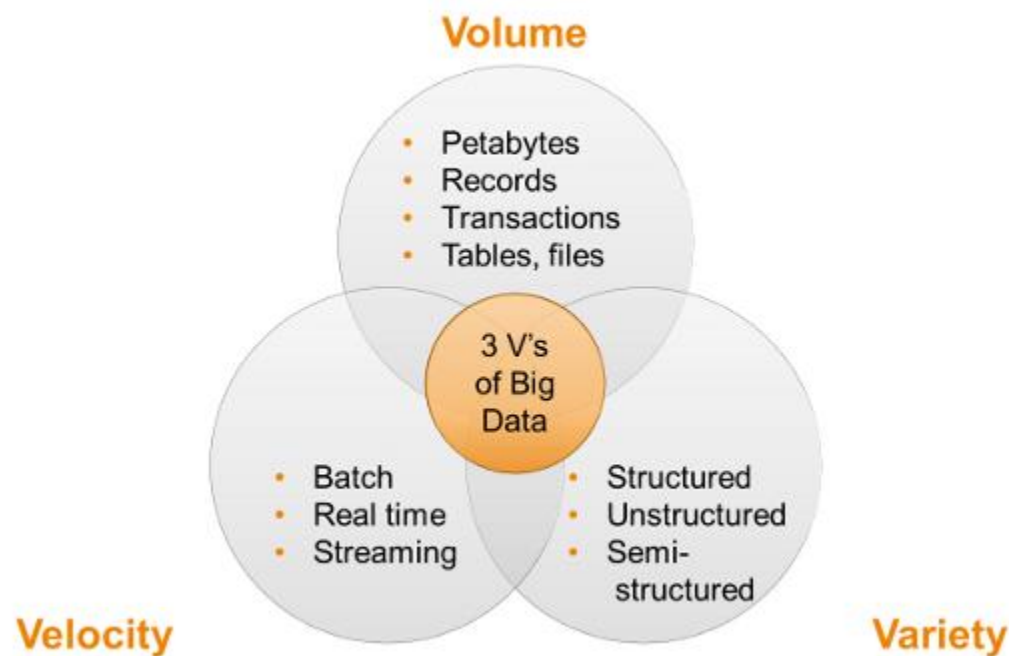 Volume
• Petabytes
• Records
• Transactions
• Tables, files
3 V's
of Big
Data
• Batch
• Real time
• Streaming
• Structured
• Unstructured
• Semi-
structured
Velocity
Variety